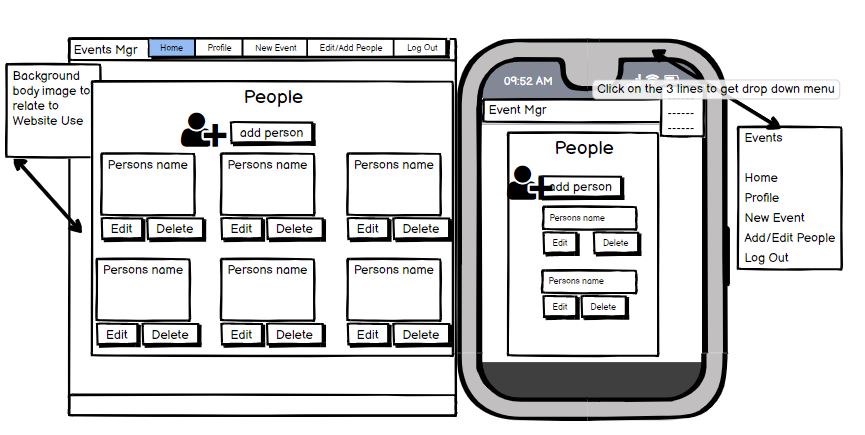 Events Mgr
Home
Profile
New Event
Edit/Add People
Log Out
Background
body image to
relate to
Website Use
People
add person
Persons name
Persons name
Persons name
Edit
Delete
Edit
Delete
Edit
Delete
Persons name
Persons name
Persons name
Edit
Delete
Edit
Delete
Edit
Delete
09:52 AM
Click on the 3 lines to get drop down menu
Event Mgr
People
add person
Persons name
Edit
Delete
Persons name
Edit
Delete
Events
Home
Profile
New Event
Add/Edit People
Log Out